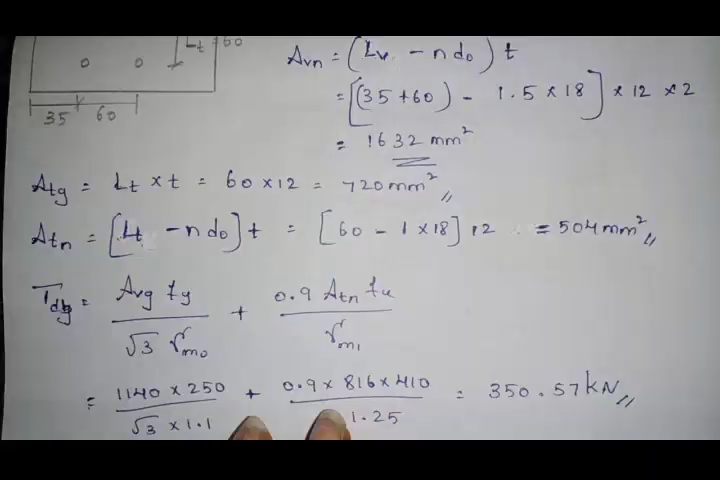 Lt = 60
35 60
Avn = (Lv - n do) t
= [(35 + 60) - 1.5 × 18] × 12 × 2
= 1632 mm²
Atg = Lt × t = 60 × 12 = 720 mm²
Atn = [Lt - n do] t = [60 - 1 × 18] 12 = 504 mm²
Tdbg = Avg fy / √3 γm0 + 0.9 Atn fu / γm1
= 1140 × 250 / √3 × 1.1 + 0.9 × 816 × 410 / 1.25 = 350.57 kN